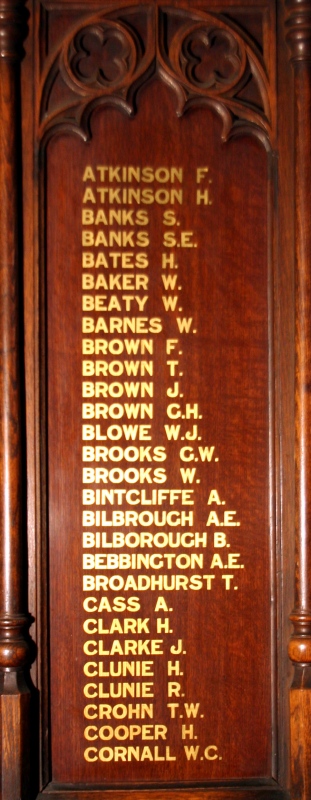 ATKINSON F.
ATKINSON H.
BANKS S.
BANKS S.E.
BATES H.
BAKER W.
BEATY W.
BARNES W.
BROWN F.
BROWN T.
BROWN J.
BROWN G.H.
BLOWE W.J.
BROOKS G.W.
BROOKS W.
BINTCLIFFE A.
BILBROUGH A.E.
BILBOROUGH B.
BEBBINGTON A.E.
BROADHURST T.
CASS A.
CLARK H.
CLARKE J.
CLUNIE H.
CLUNIE R.
CROHN T.W.
COOPER H.
CORNALL W.C.